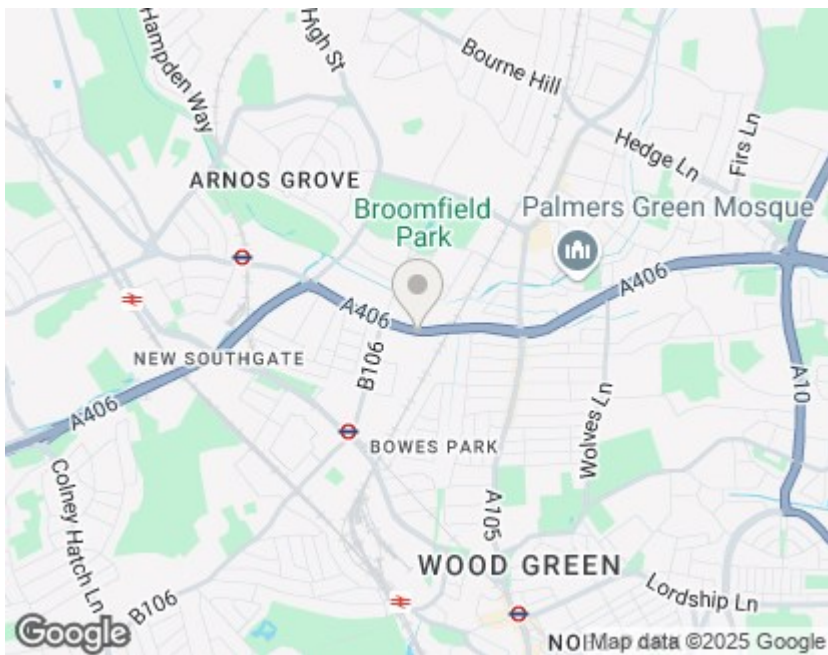 High St
Hampden Way
Bourne Hill
Hedge Ln
Firs Ln
ARNOS GROVE
Broomfield
Park
Palmers Green Mosque
A406
A406
NEW SOUTHGATE
B106
A406
A10
Wolves Ln
BOWES PARK
Colney Hatch Ln
A105
WOOD GREEN
Lordship Ln
B106
Google
Map data ©2025 Google